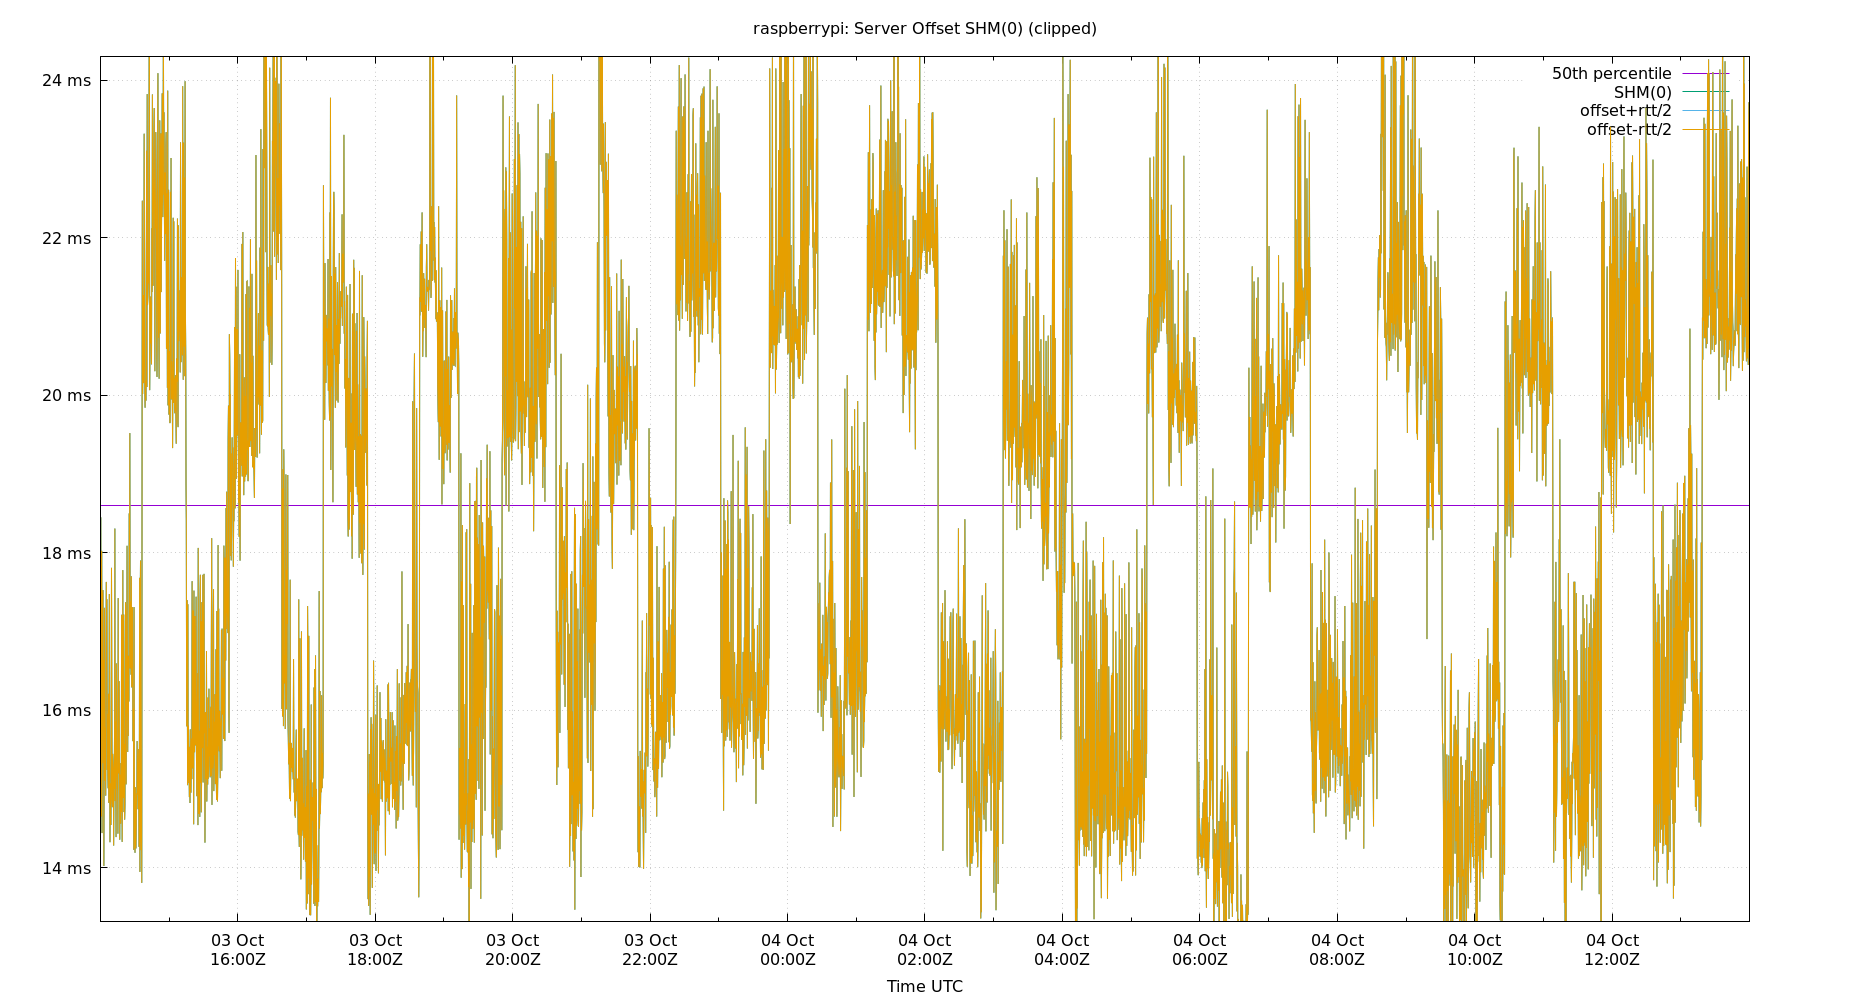 raspberrypi: Server Offset SHM(0) (clipped)
24 ms
22 ms
20 ms
18 ms
16 ms
14 ms
50th percentile
SHM(0)
offset+rtt/2
offset-rtt/2
03 Oct
16:00Z
03 Oct
18:00Z
03 Oct
20:00Z
03 Oct
22:00Z
04 Oct
00:00Z
04 Oct
02:00Z
04 Oct
04:00Z
04 Oct
06:00Z
04 Oct
08:00Z
04 Oct
10:00Z
04 Oct
12:00Z
Time UTC